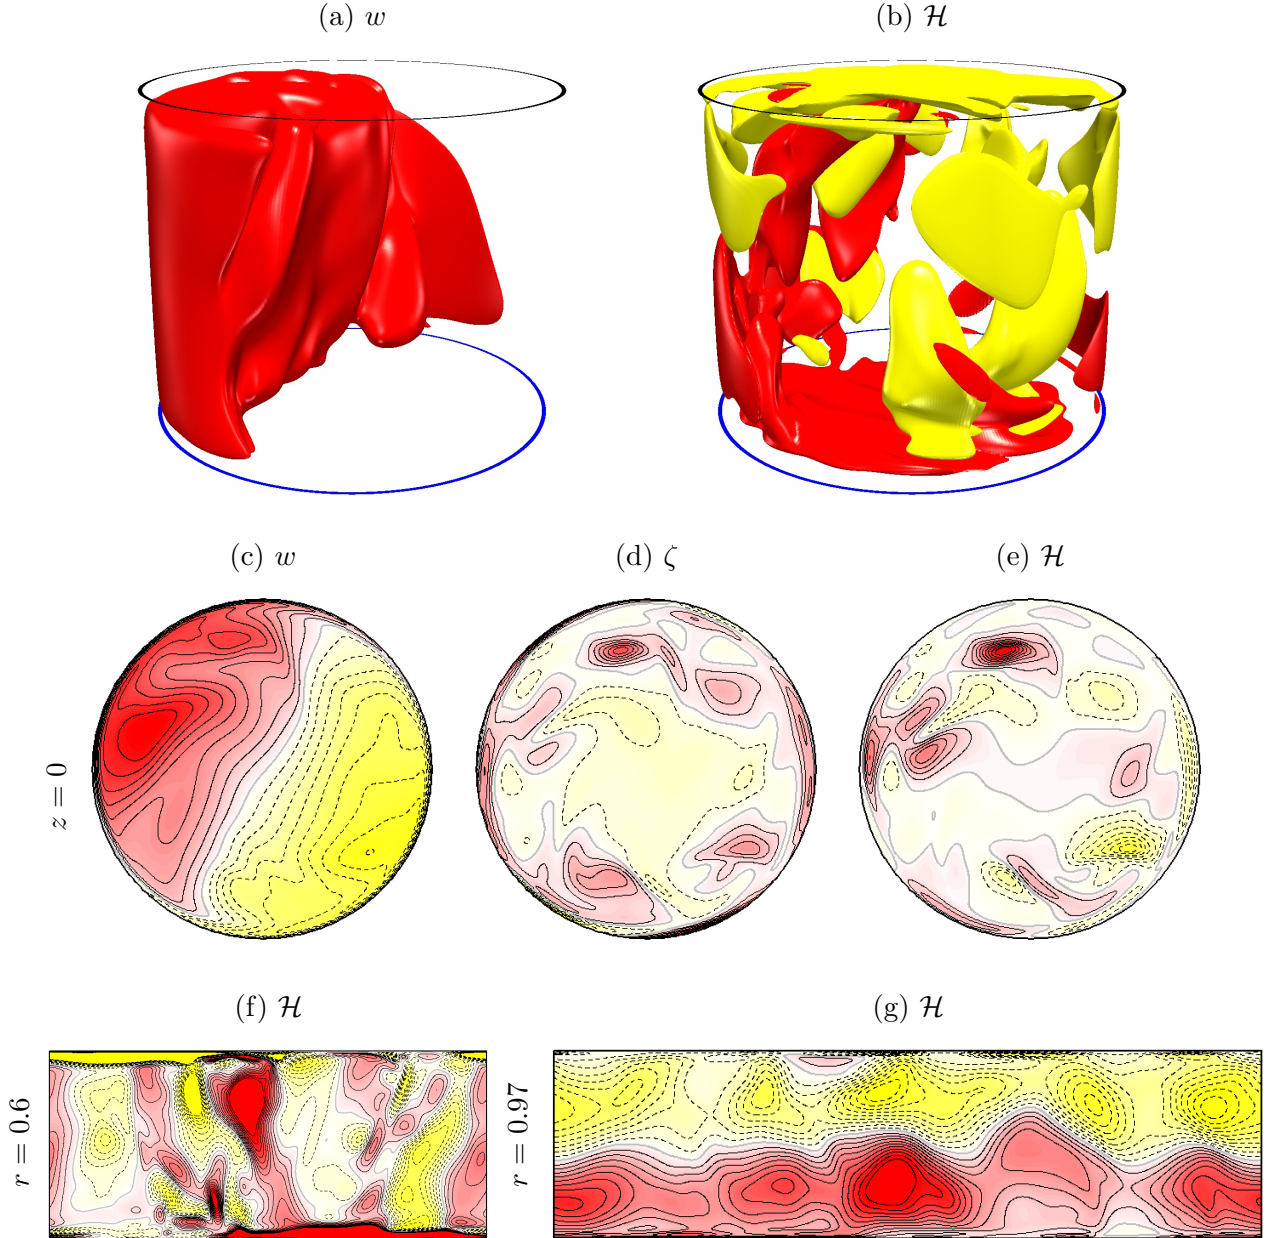 (a) w
(b) ℋ
(c) w
(d) ζ
(e) ℋ
z = 0
(f) ℋ
(g) ℋ
r = 0.6
r = 0.97